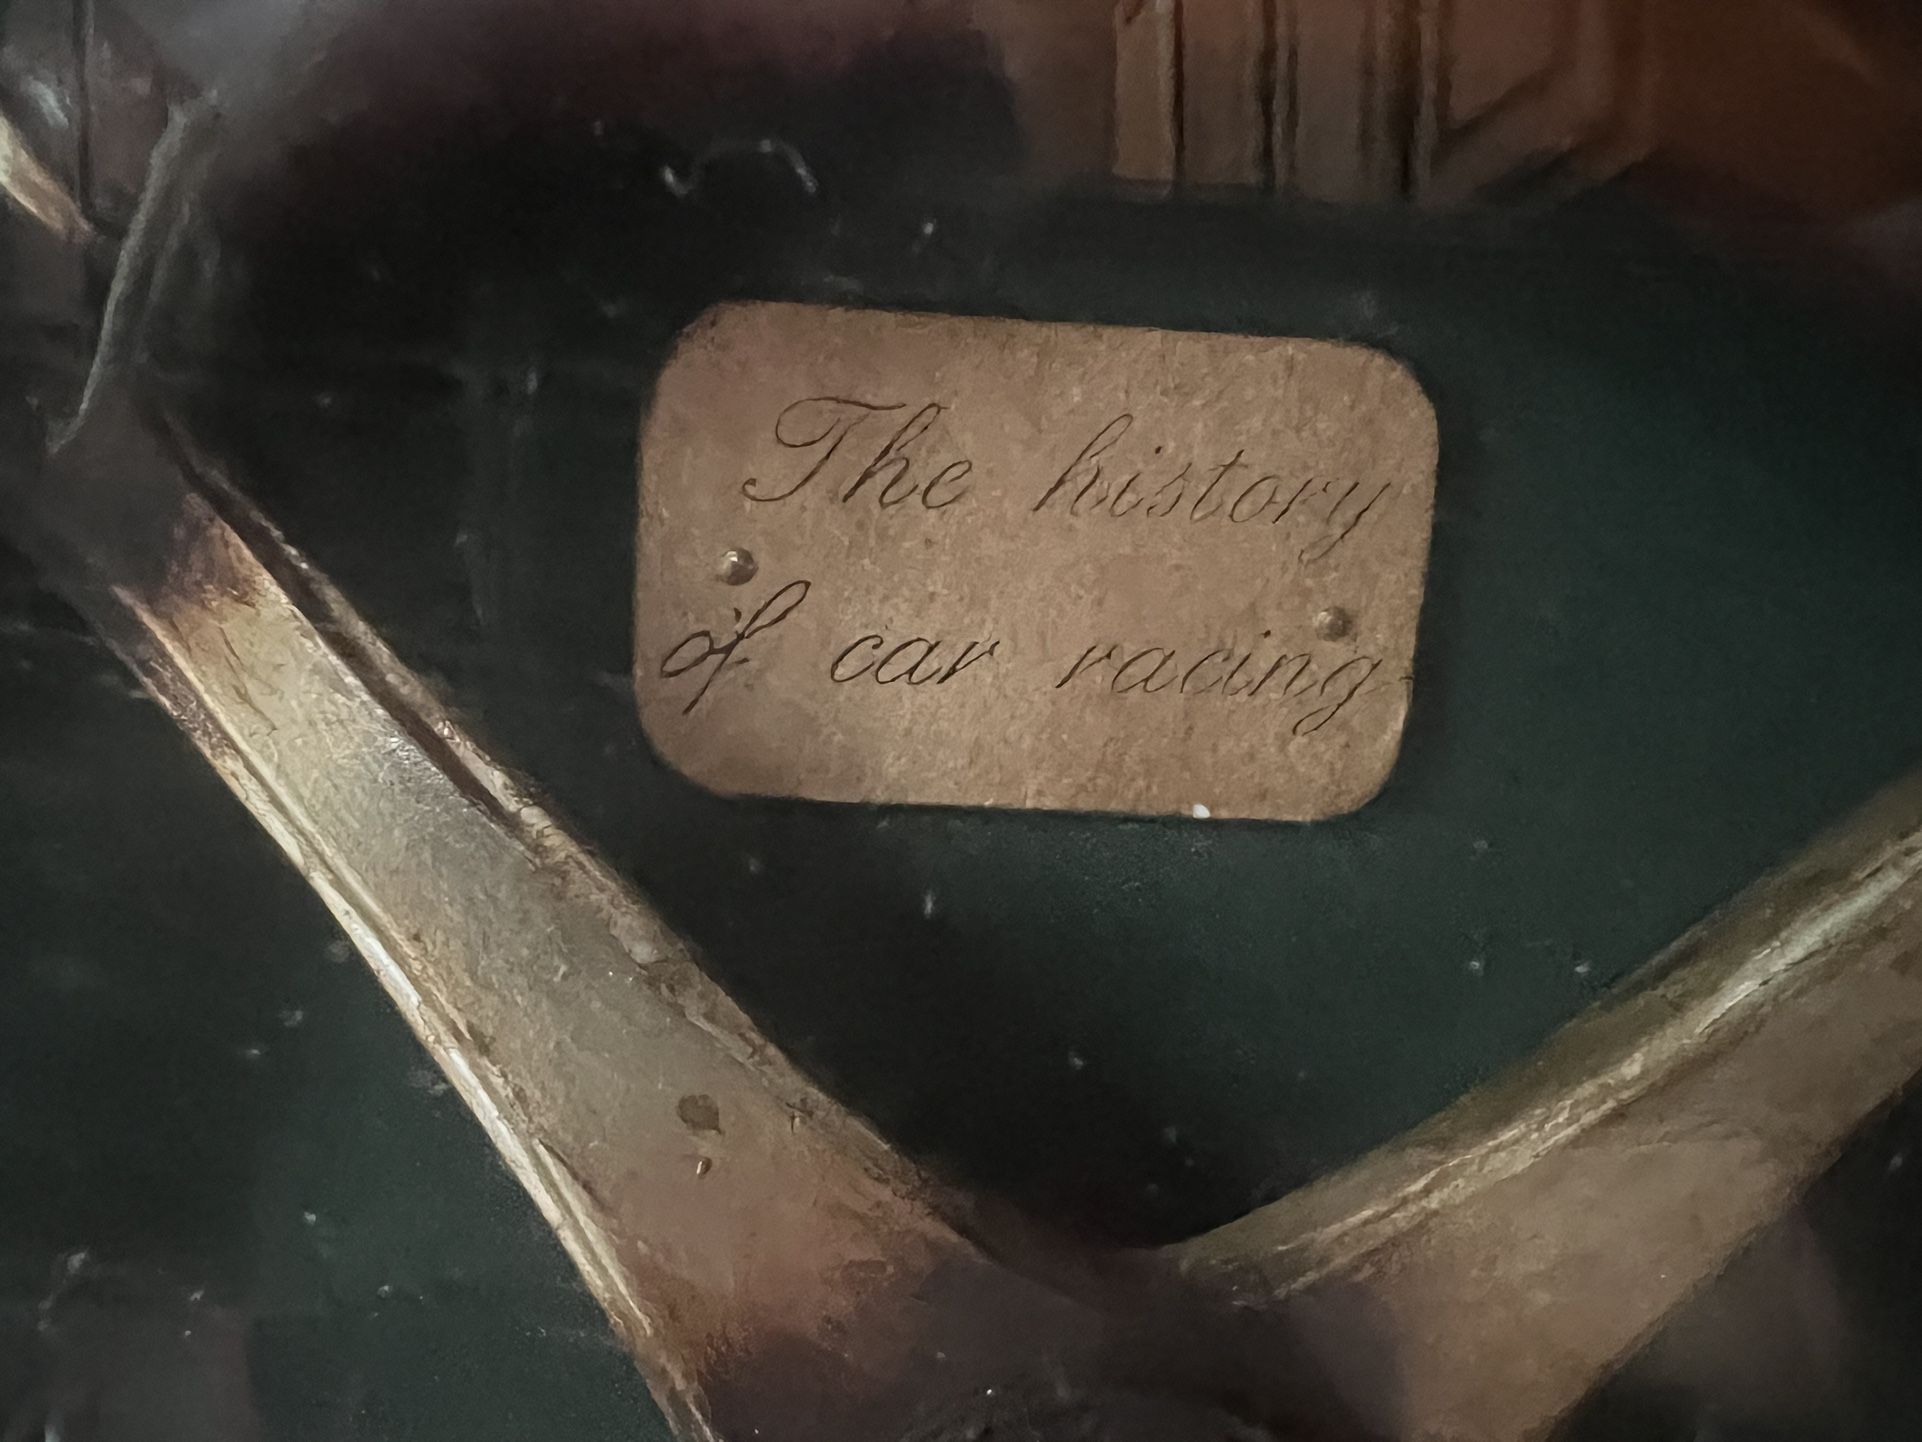 The history
of car racing